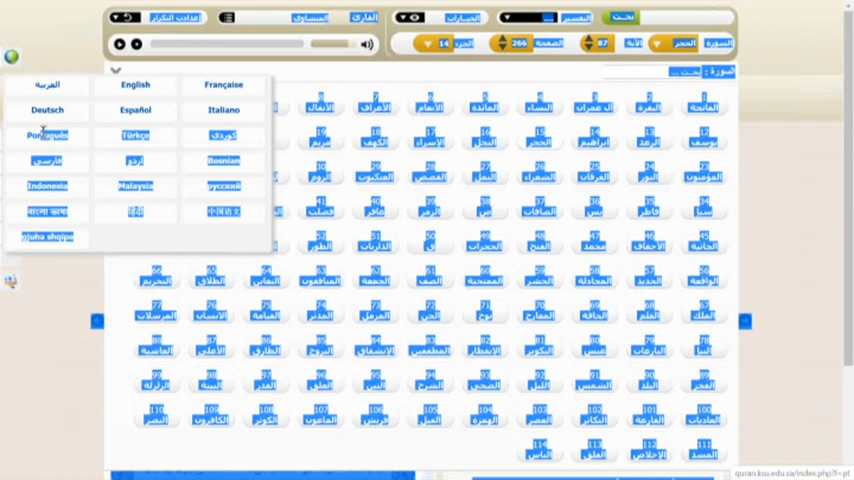 بحث
التفسير
....
الخيارات
القارئ
المنشاوي
إعدادت التكرار
السورة
الحجر
الآية
87
الصفحة
266
الجزء
14
السورة :
بحث ...
العربية English Française
Deutsch Español Italiano
Português Türkçe كوردی
فارسی اردو Bosnian
Indonesia Malaysia русский
বাংলা ভাষা हिंदी 中国语文
gjuha shqipe
1 2 3 4 5 6 7 8
الفاتحة البقرة آل عمران النساء المائدة الأنعام الأعراف الأنفال
12 13 14 15 16 17 18 19
يوسف الرعد ابراهيم الحجر النحل الإسراء الكهف مريم
23 24 25 26 27 28 29 30
المؤمنون النور الفرقان الشعراء النمل القصص العنكبوت الروم
34 35 36 37 38 39 40 41
سبأ فاطر يس الصافات ص الزمر غافر فصلت
45 46 47 48 49 50 51 52
الجاثية الأحقاف محمد الفتح الحجرات ق الذاريات الطور
56 57 58 59 60 61 62 63 64 65 66
الواقعة الحديد المجادلة الحشر الممتحنة الصف الجمعة المنافقون التغابن الطلاق التحريم
67 68 69 70 71 72 73 74 75 76 77
الملك القلم الحاقة المعارج نوح الجن المزمل المدثر القيامة الانسان المرسلات
78 79 80 81 82 83 84 85 86 87 88
النبأ النازعات عبس التكوير الإنفطار المطففين الإنشقاق البروج الطارق الأعلى الغاشية
89 90 91 92 93 94 95 96 97 98 99
الفجر البلد الشمس الليل الضحى الشرح التين العلق القدر البينة الزلزلة
100 101 102 103 104 105 106 107 108 109 110
العاديات القارعة التكاثر العصر الهمزة الفيل قريش الماعون الكوثر الكافرون النصر
111 112 113 114
المسد الإخلاص الفلق الناس
quran.ksu.edu.sa/index.php?l=pt